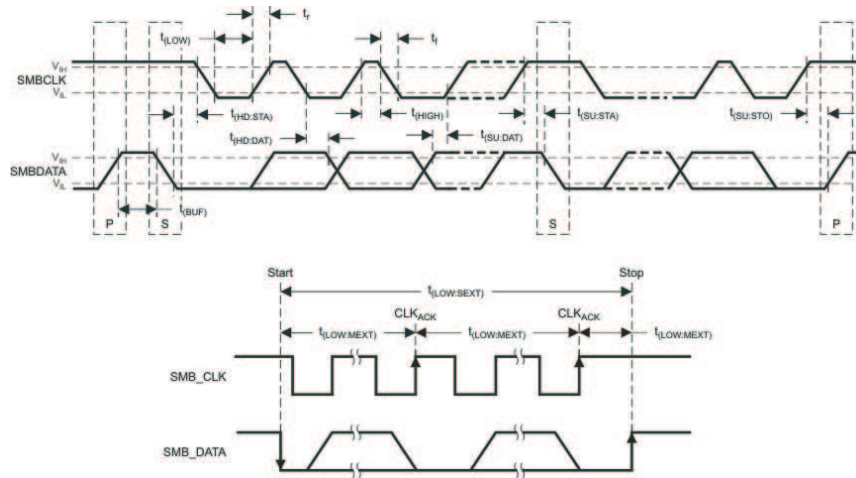 t(LOW) tr tf
VIH
SMBCLK
VIL
t(HD:STA) t(HIGH) t(SU:STA) t(SU:STO)
t(HD:DAT) t(SU:DAT)
VIH
SMBDATA
VIL
t(BUF)
P S S P
Start Stop
t(LOW:SEXT)
CLKACK CLKACK
t(LOW:MEXT) t(LOW:MEXT) t(LOW:MEXT)
SMB_CLK
SMB_DATA